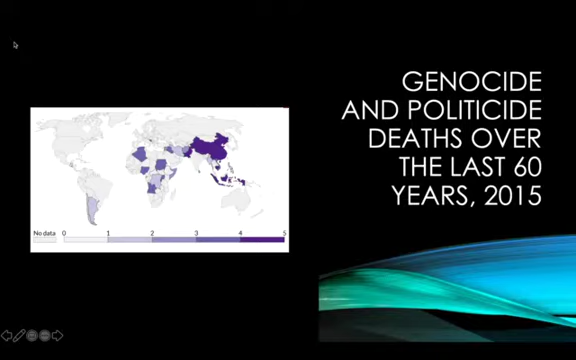 GENOCIDE
AND POLITICIDE
DEATHS OVER
THE LAST 60
YEARS, 2015
No data 0 1 2 3 4 5